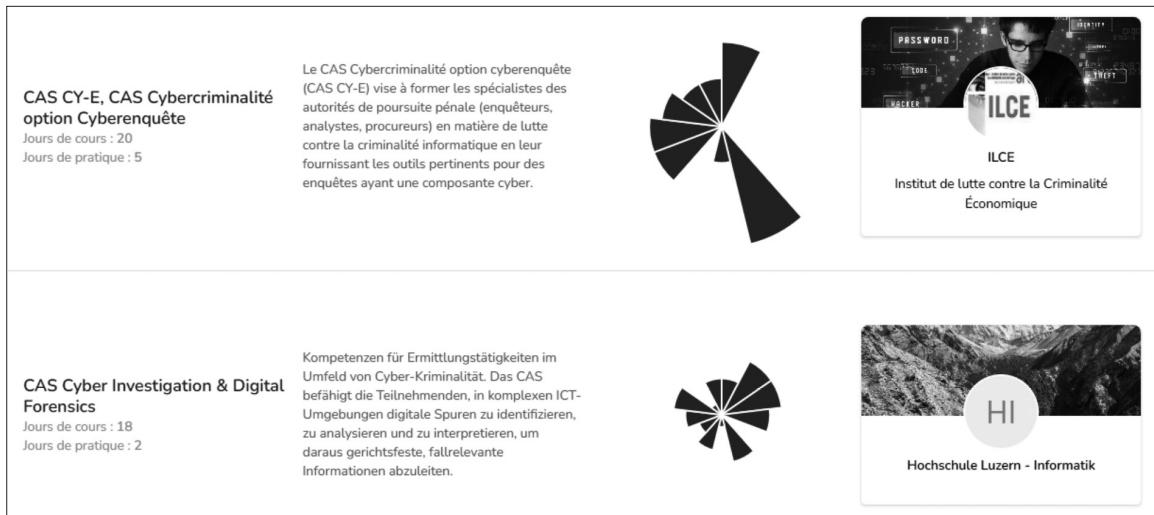 CAS CY-E, CAS Cybercriminalité
option Cyberenquête
Jours de cours : 20
Jours de pratique : 5
Le CAS Cybercriminalité option cyberenquête
(CAS CY-E) vise à former les spécialistes des
autorités de poursuite pénale (enquêteurs,
analystes, procureurs) en matière de lutte
contre la criminalité informatique en leur
fournissant les outils pertinents pour des
enquêtes ayant une composante cyber.
PASSWORD
IDENTITY
CODE
THEFT
HACKER
ILCE
ILCE
Institut de lutte contre la Criminalité
Économique
CAS Cyber Investigation & Digital
Forensics
Jours de cours : 18
Jours de pratique : 2
Kompetenzen für Ermittlungstätigkeiten im
Umfeld von Cyber-Kriminalität. Das CAS
befähigt die Teilnehmenden, in komplexen ICT-
Umgebungen digitale Spuren zu identifizieren,
zu analysieren und zu interpretieren, um
daraus gerichtsfeste, fallrelevante
Informationen abzuleiten.
HI
Hochschule Luzern - Informatik